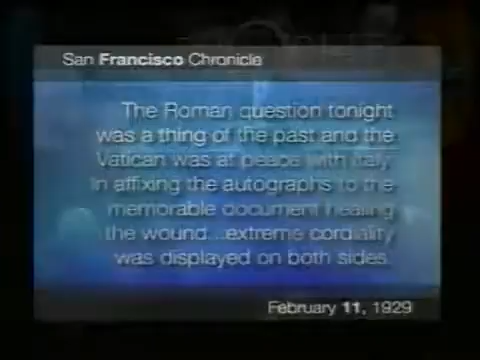 San Francisco Chronicle
The Roman question tonight
was a thing of the past and the
Vatican was at peace with Italy.
In affixing the autographs to the
memorable document healing
the wound...extreme cordiality
was displayed on both sides.
February 11, 1929